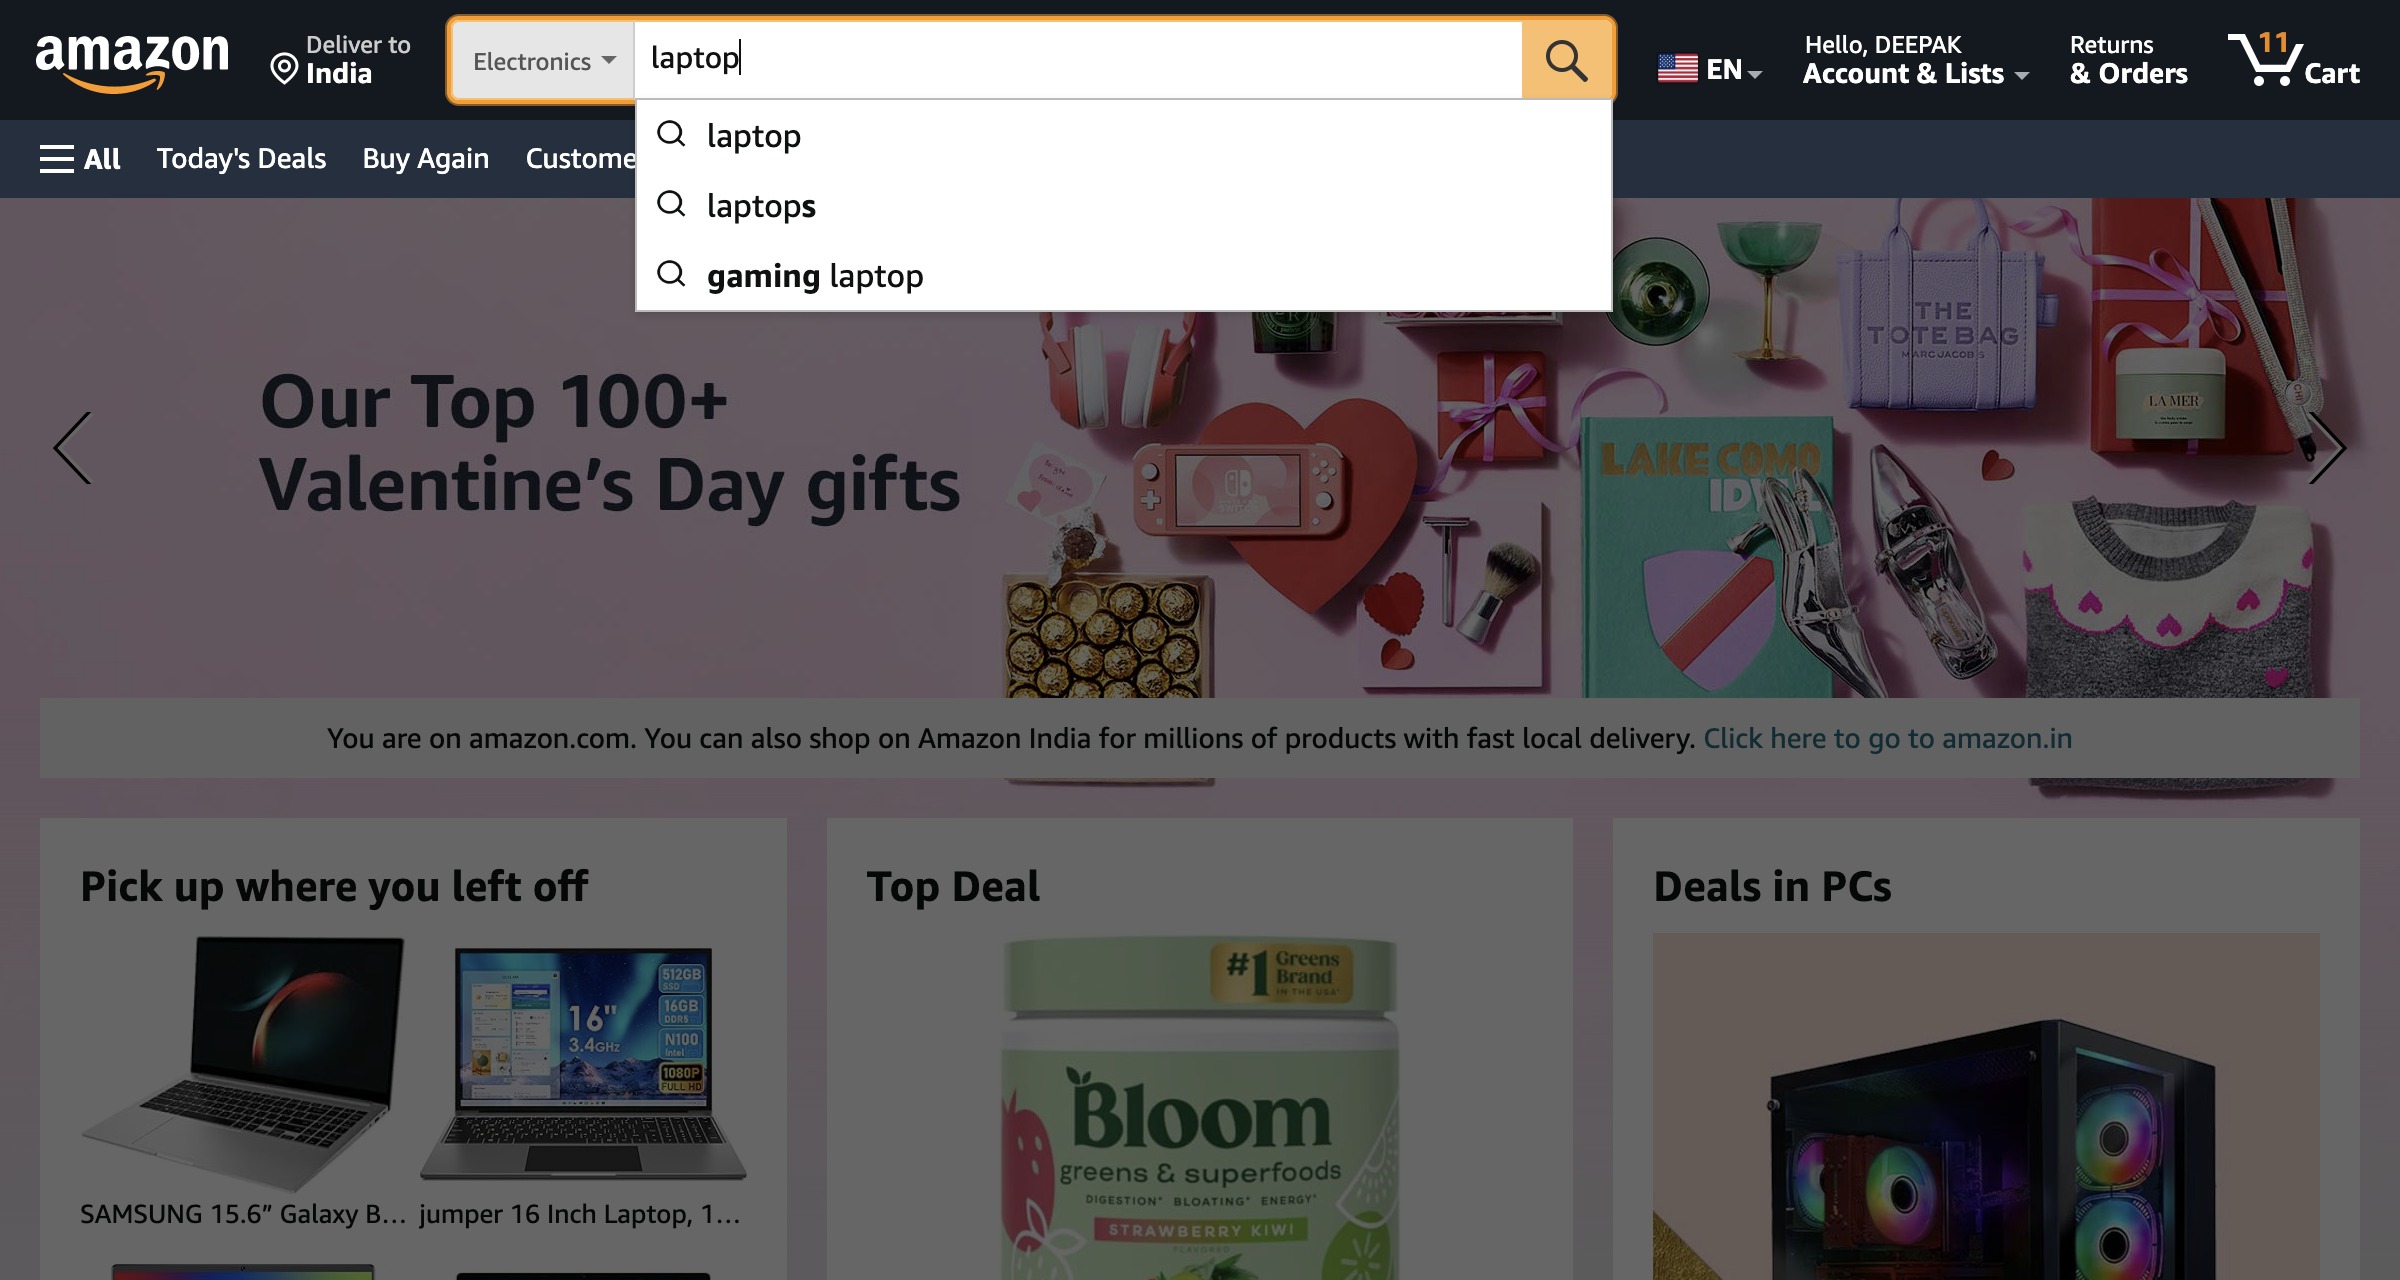 amazon
Deliver to
India
Electronics
laptop
EN
Hello, DEEPAK
Account & Lists
Returns
& Orders
11
Cart
All
Today's Deals
Buy Again
Custome
laptop
laptops
gaming laptop
Our Top 100+
Valentine’s Day gifts
THE
TOTE BAG
MARC JACOBS
LA MER
CHI
LAKE COMO
IDYLL
SWITCH
You are on amazon.com. You can also shop on Amazon India for millions of products with fast local delivery. Click here to go to amazon.in
Pick up where you left off
16"
3.4GHz
512GB
SSD
16GB
DDR5
N100
Intel
1080P
FULL HD
SAMSUNG 15.6” Galaxy B...
jumper 16 Inch Laptop, 1...
Top Deal
#1 Greens
Brand
IN THE USA*
Bloom
greens & superfoods
DIGESTION* BLOATING* ENERGY*
STRAWBERRY KIWI
FLAVORED
Deals in PCs